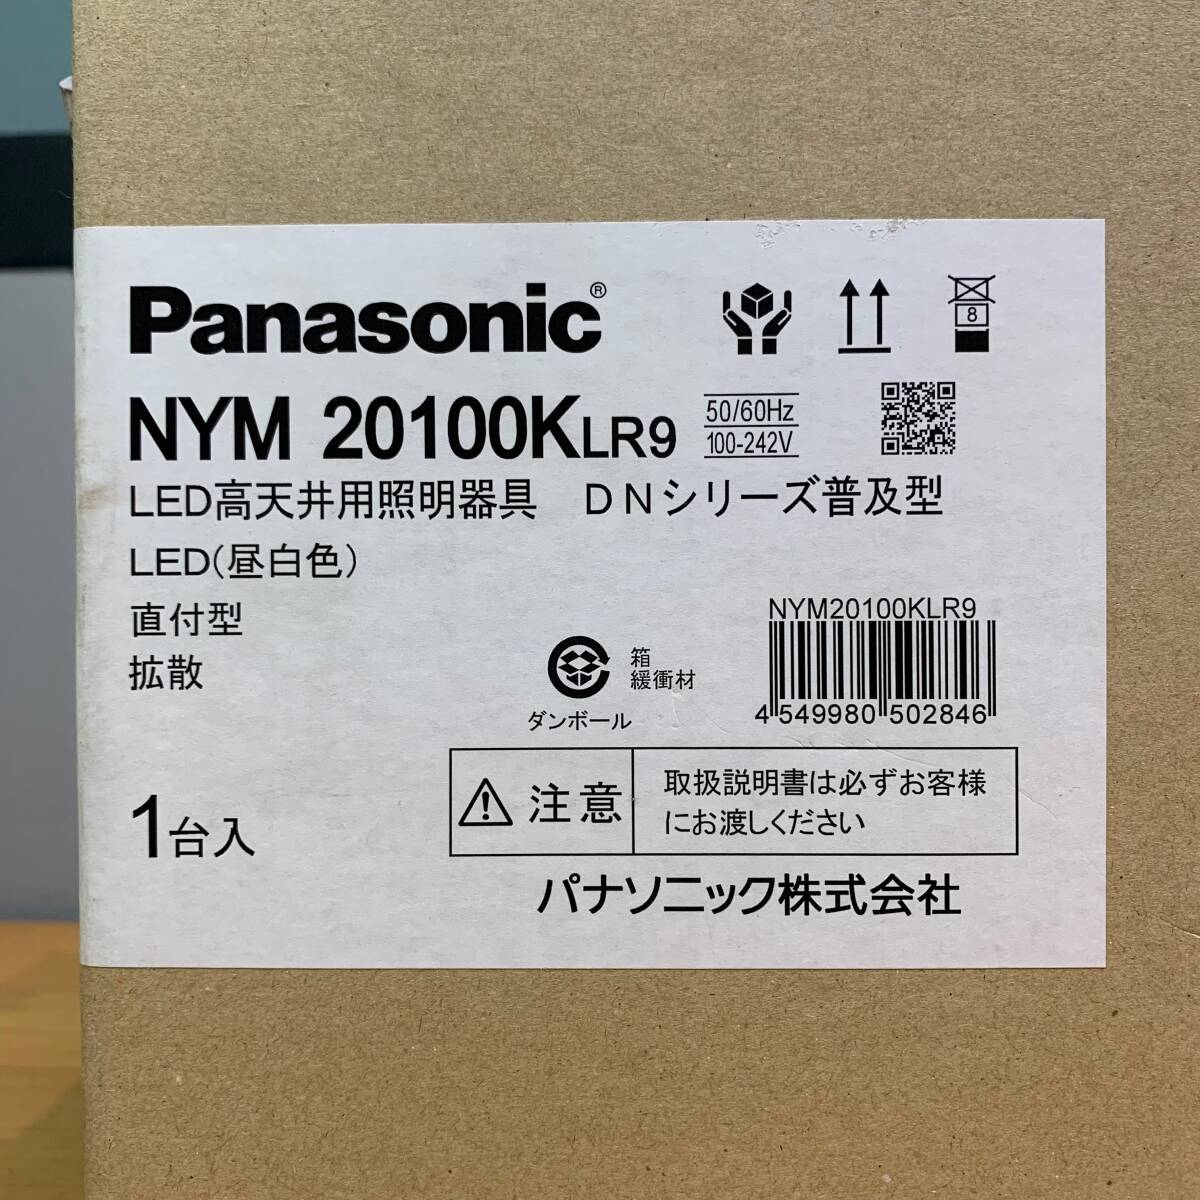 Panasonic®
8
NYM 20100KLR9
50/60Hz
100-242V
LED高天井用照明器具 DNシリーズ普及型
LED(昼白色)
直付型
拡散
NYM20100KLR9
4549980502846
箱
緩衝材
ダンボール
1台入
注意
取扱説明書は必ずお客様
にお渡しください
パナソニック株式会社